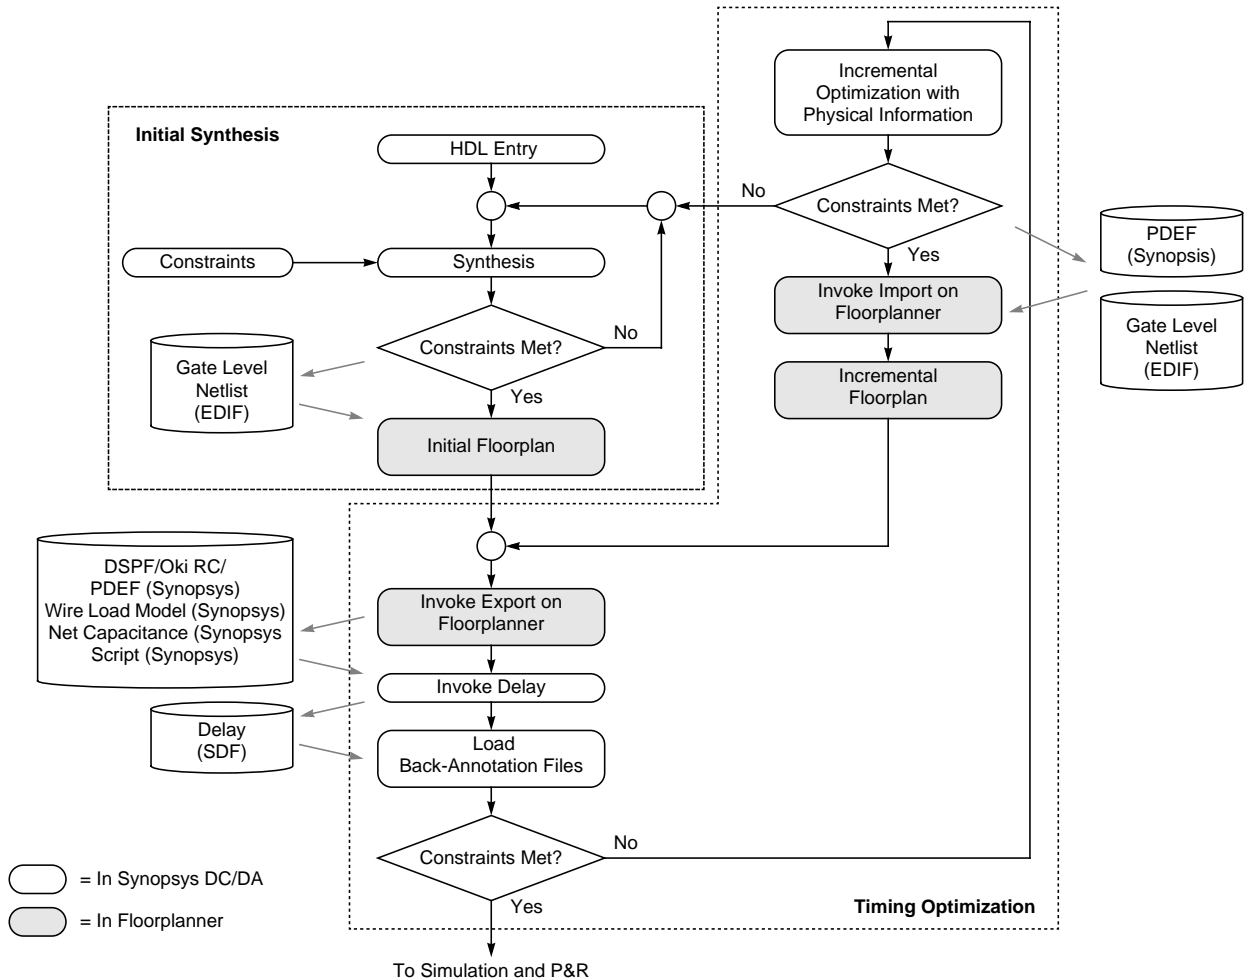 Incremental
Optimization with
Physical Information
Initial Synthesis
HDL Entry
No
Constraints Met?
PDEF
(Synopsis)
Constraints
Synthesis
Yes
Invoke Import on
Floorplanner
Gate Level
Netlist
(EDIF)
No
Constraints Met?
Gate Level
Netlist
(EDIF)
Yes
Incremental
Floorplan
Initial Floorplan
DSPF/Oki RC/
PDEF (Synopsys)
Wire Load Model (Synopsys)
Net Capacitance (Synopsys
Script (Synopsys)
Invoke Export on
Floorplanner
Invoke Delay
Delay
(SDF)
Load
Back-Annotation Files
No
Constraints Met?
= In Synopsys DC/DA
Yes
= In Floorplanner
Timing Optimization
To Simulation and P&R